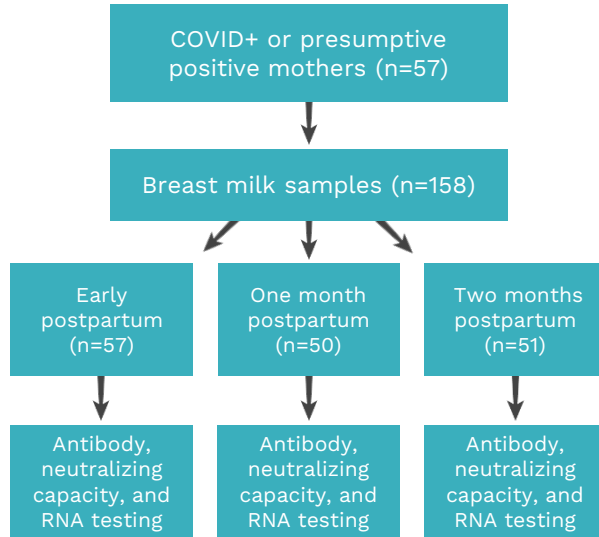 COVID+ or presumptive
positive mothers (n=57)
Breast milk samples (n=158)
Early
postpartum
(n=57)
One month
postpartum
(n=50)
Two months
postpartum
(n=51)
Antibody,
neutralizing
capacity, and
RNA testing
Antibody,
neutralizing
capacity, and
RNA testing
Antibody,
neutralizing
capacity, and
RNA testing